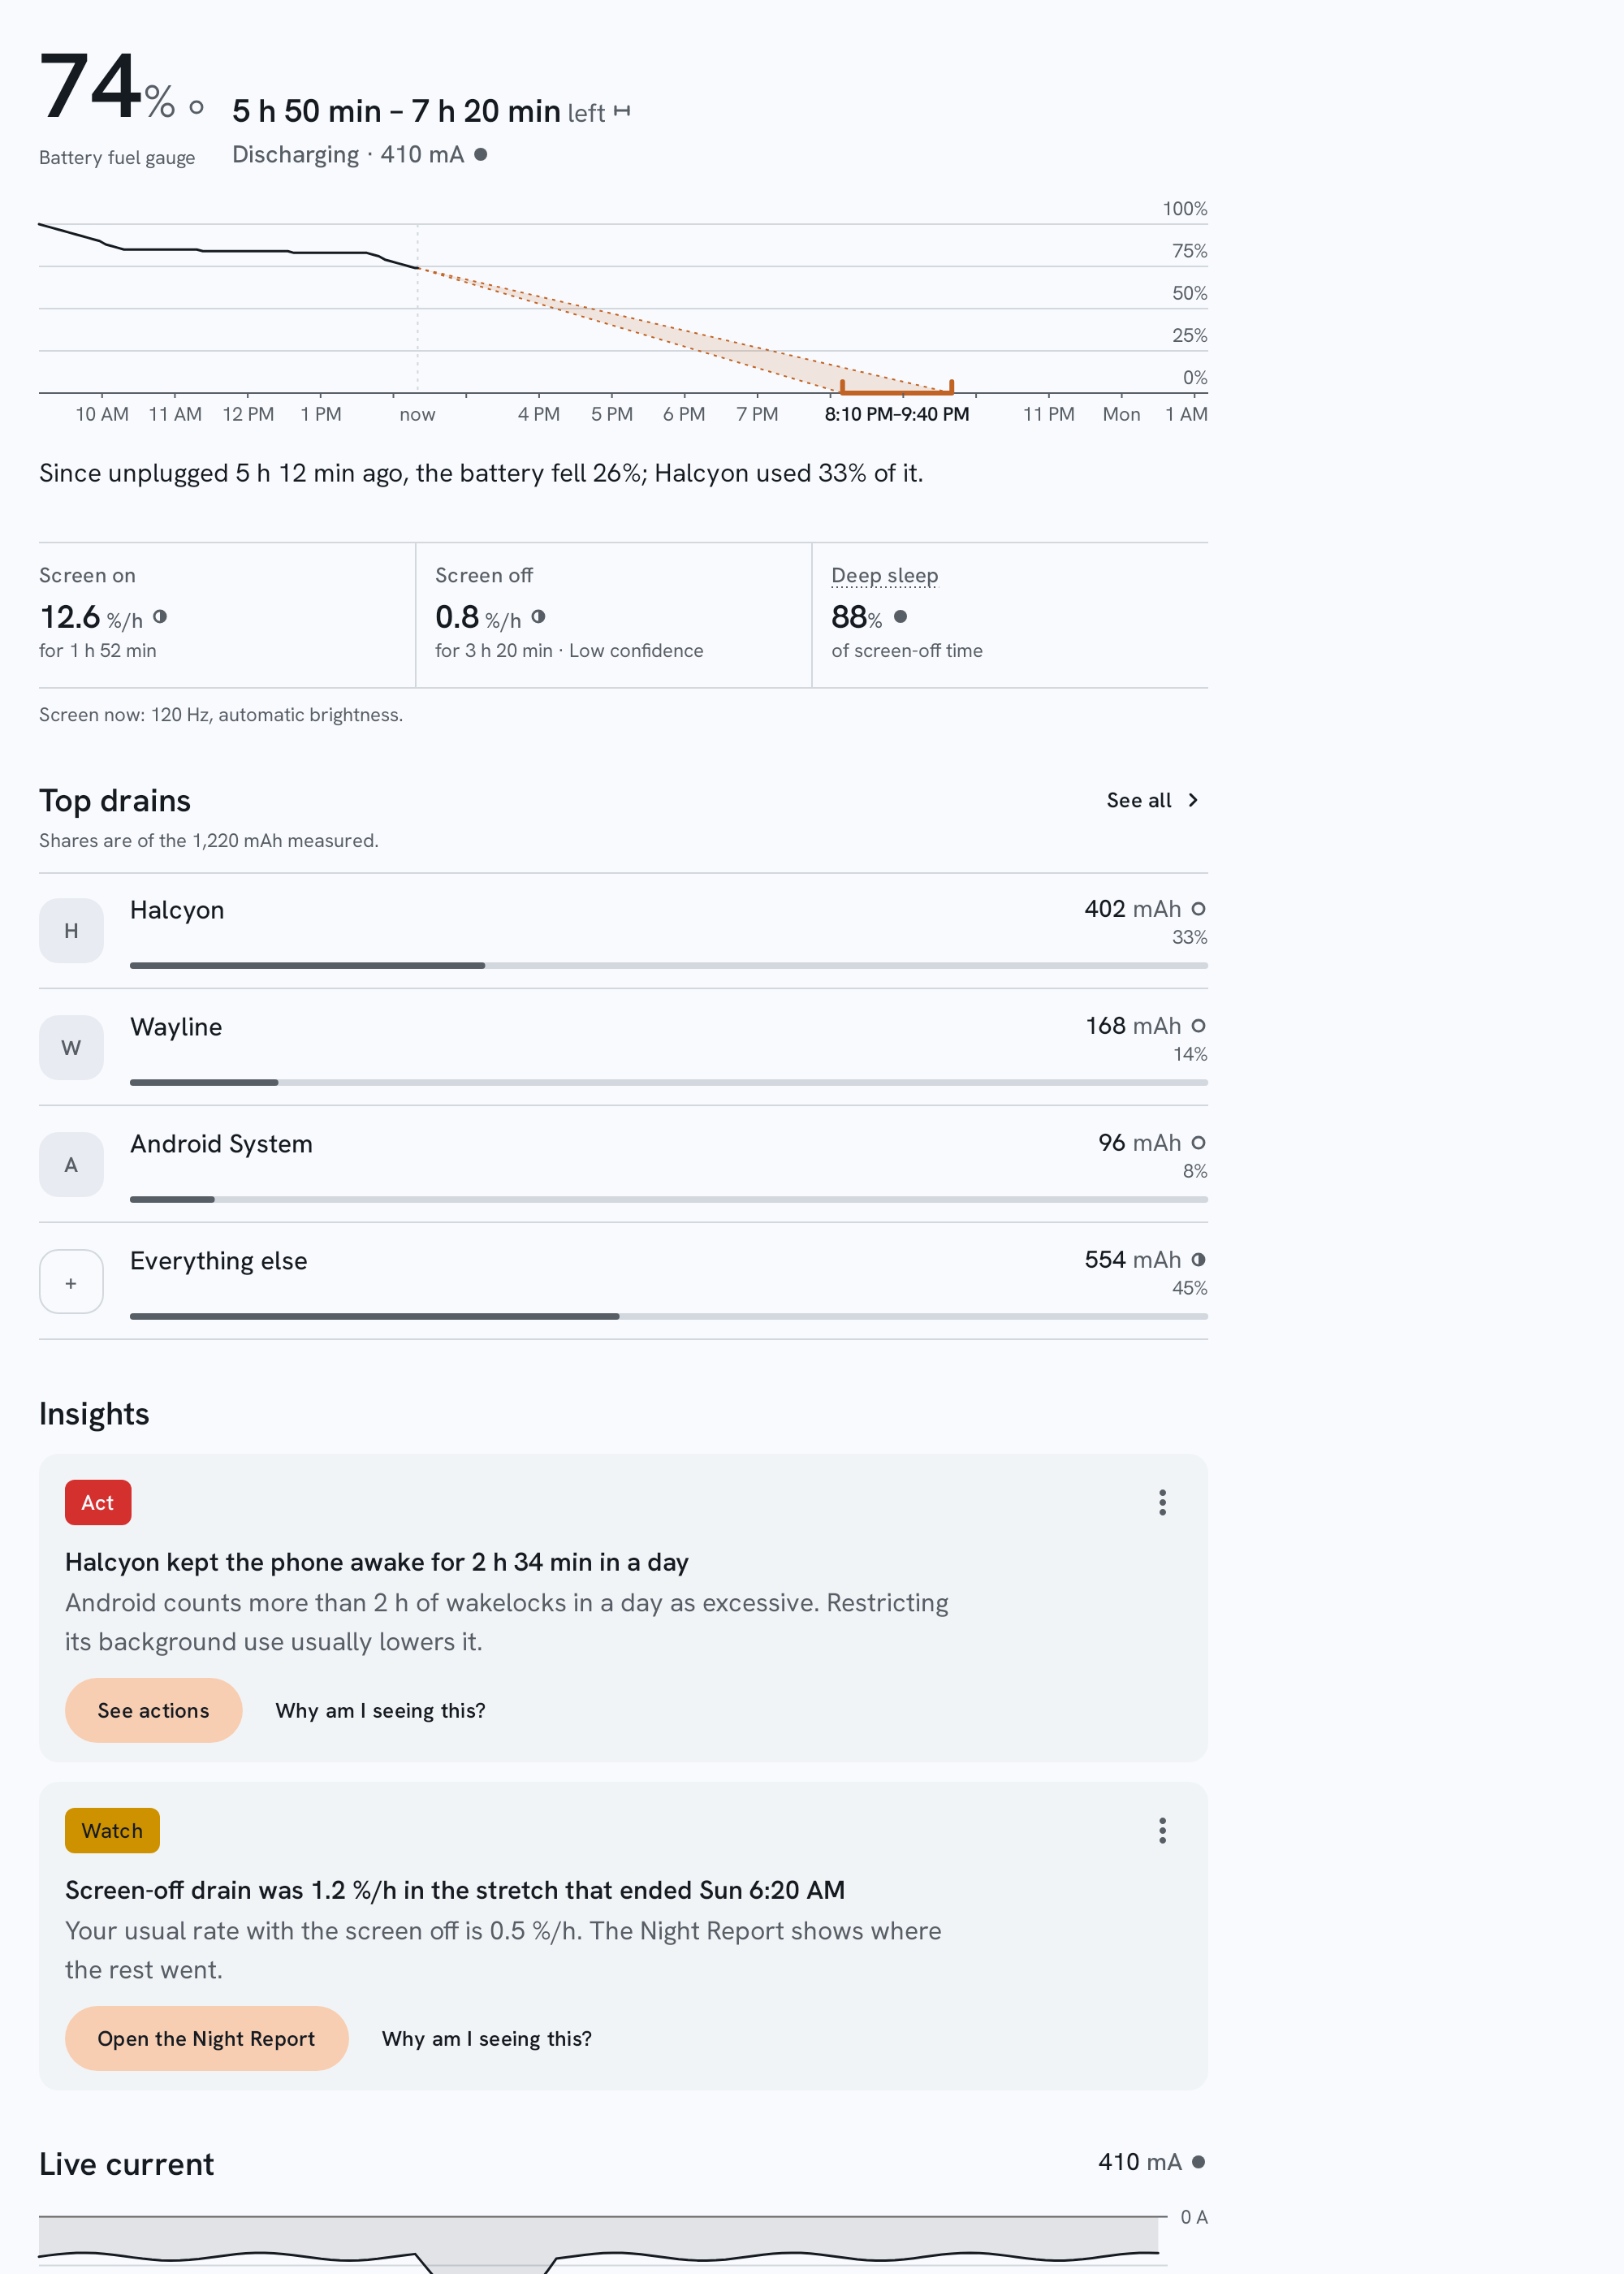 74%
5 h 50 min – 7 h 20 min left
Battery fuel gauge
Discharging · 410 mA
100%
75%
50%
25%
0%
10 AM 11 AM 12 PM 1 PM now 4 PM 5 PM 6 PM 7 PM 8:10 PM–9:40 PM 11 PM Mon 1 AM
Since unplugged 5 h 12 min ago, the battery fell 26%; Halcyon used 33% of it.
Screen on
12.6 %/h
for 1 h 52 min
Screen off
0.8 %/h
for 3 h 20 min · Low confidence
Deep sleep
88%
of screen-off time
Screen now: 120 Hz, automatic brightness.
Top drains
See all
Shares are of the 1,220 mAh measured.
H
Halcyon
402 mAh
33%
W
Wayline
168 mAh
14%
A
Android System
96 mAh
8%
+
Everything else
554 mAh
45%
Insights
Act
Halcyon kept the phone awake for 2 h 34 min in a day
Android counts more than 2 h of wakelocks in a day as excessive. Restricting
its background use usually lowers it.
See actions
Why am I seeing this?
Watch
Screen-off drain was 1.2 %/h in the stretch that ended Sun 6:20 AM
Your usual rate with the screen off is 0.5 %/h. The Night Report shows where
the rest went.
Open the Night Report
Why am I seeing this?
Live current
410 mA
0 A